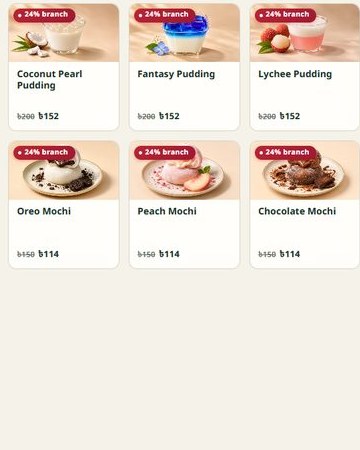 24% branch
24% branch
24% branch
Coconut Pearl
Pudding
Fantasy Pudding
Lychee Pudding
৳200 ৳152
৳200 ৳152
৳200 ৳152
24% branch
24% branch
24% branch
Oreo Mochi
Peach Mochi
Chocolate Mochi
৳150 ৳114
৳150 ৳114
৳150 ৳114